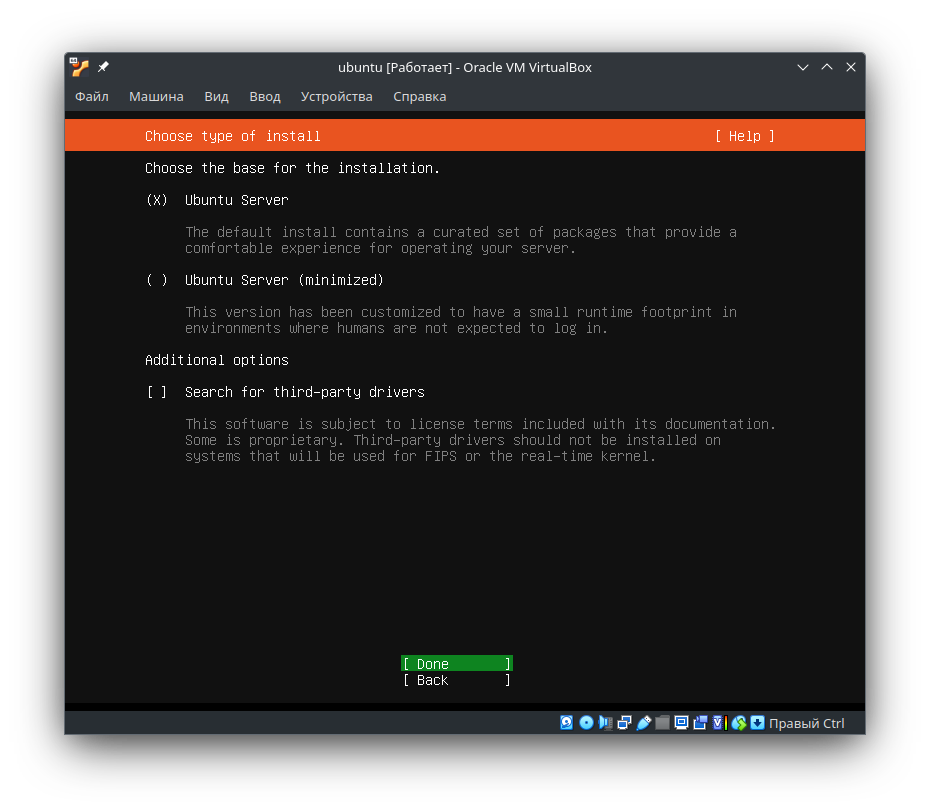 ubuntu [Работает] - Oracle VM VirtualBox
Файл Машина Вид Ввод Устройства Справка
Choose type of install [ Help ]
Choose the base for the installation.
(X) Ubuntu Server
The default install contains a curated set of packages that provide a
comfortable experience for operating your server.
( ) Ubuntu Server (minimized)
This version has been customized to have a small runtime footprint in
environments where humans are not expected to log in.
Additional options
[ ] Search for third-party drivers
This software is subject to license terms included with its documentation.
Some is proprietary. Third-party drivers should not be installed on
systems that will be used for FIPS or the real-time kernel.
[ Done ]
[ Back ]
Правый Ctrl